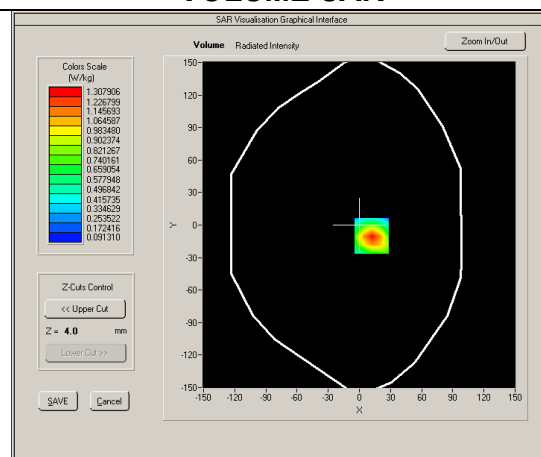 SAR Visualisation Graphical Interface
Volume Radiated Intensity
Zoom In/Out
Colors Scale
(W/kg)
1.307906
1.226799
1.145693
1.064587
0.983480
0.902374
0.821267
0.740161
0.659054
0.577948
0.496842
0.415735
0.334629
0.253522
0.172416
0.091310
150
120
90
60
30
0
-30
-60
-90
-120
-150
Y
-150 -120 -90 -60 -30 0 30 60 90 120 150
X
Z-Cuts Control
<< Upper Cut
Z = 4.0 mm
Lower Cut >>
SAVE Cancel